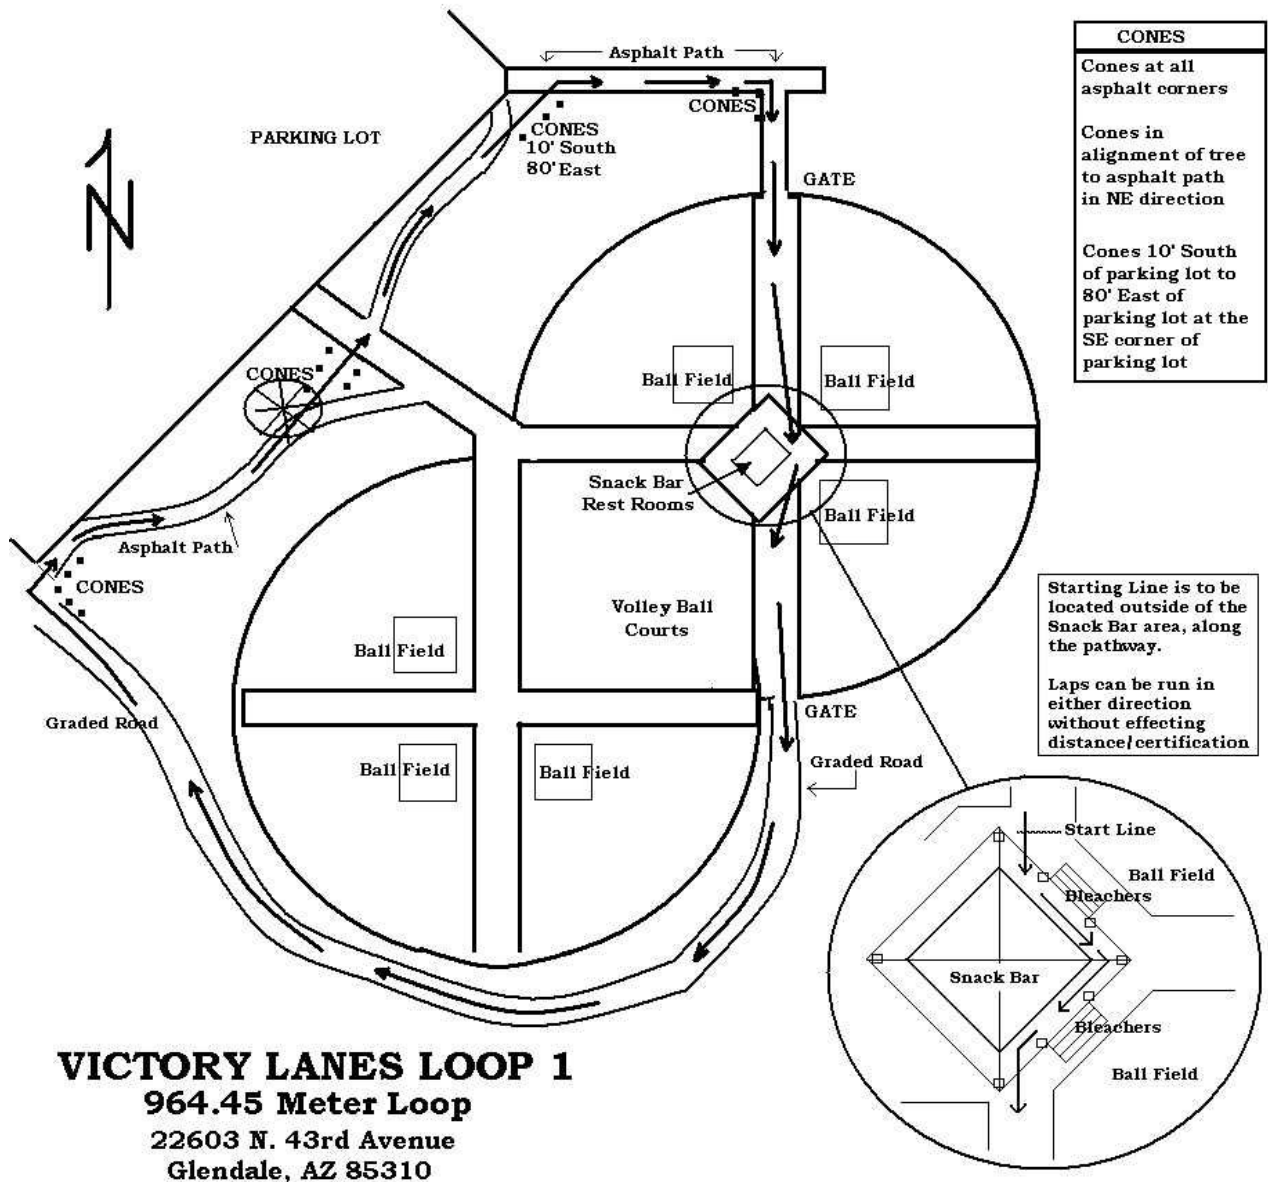 Asphalt Path
CONES
CONES
10' South
80' East
PARKING LOT
N
GATE
CONES
Cones at all
asphalt corners
Cones in
alignment of tree
to asphalt path
in NE direction
Cones 10' South
of parking lot to
80' East of
parking lot at the
SE corner of
parking lot
CONES
Ball Field
Ball Field
Snack Bar
Rest Rooms
Ball Field
Asphalt Path
CONES
Volley Ball
Courts
Ball Field
Starting Line is to be
located outside of the
Snack Bar area, along
the pathway.
Laps can be run in
either direction
without effecting
distance/certification
Graded Road
GATE
Graded Road
Ball Field
Ball Field
Start Line
Ball Field
Bleachers
Snack Bar
Bleachers
Ball Field
VICTORY LANES LOOP 1
964.45 Meter Loop
22603 N. 43rd Avenue
Glendale, AZ 85310